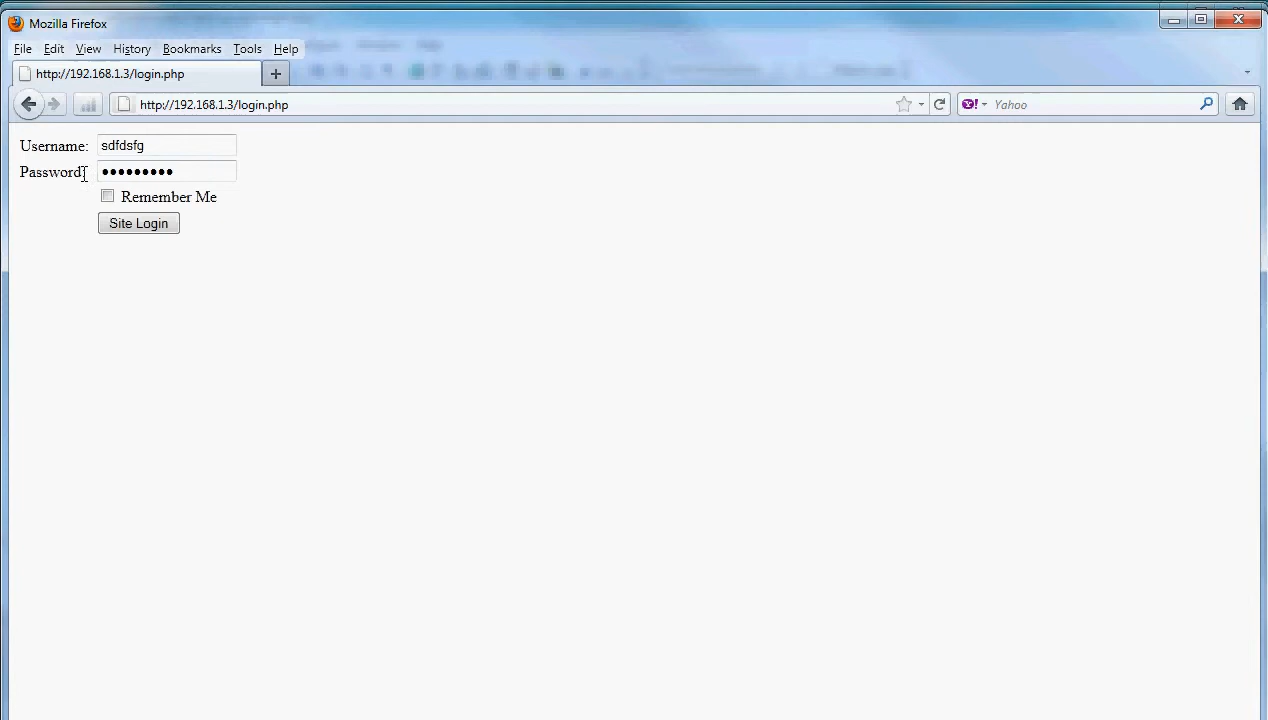 Mozilla Firefox
File Edit View History Bookmarks Tools Help
http://192.168.1.3/login.php
http://192.168.1.3/login.php Yahoo
Username: sdfdsfg
Password: •••••••••
Remember Me
Site Login